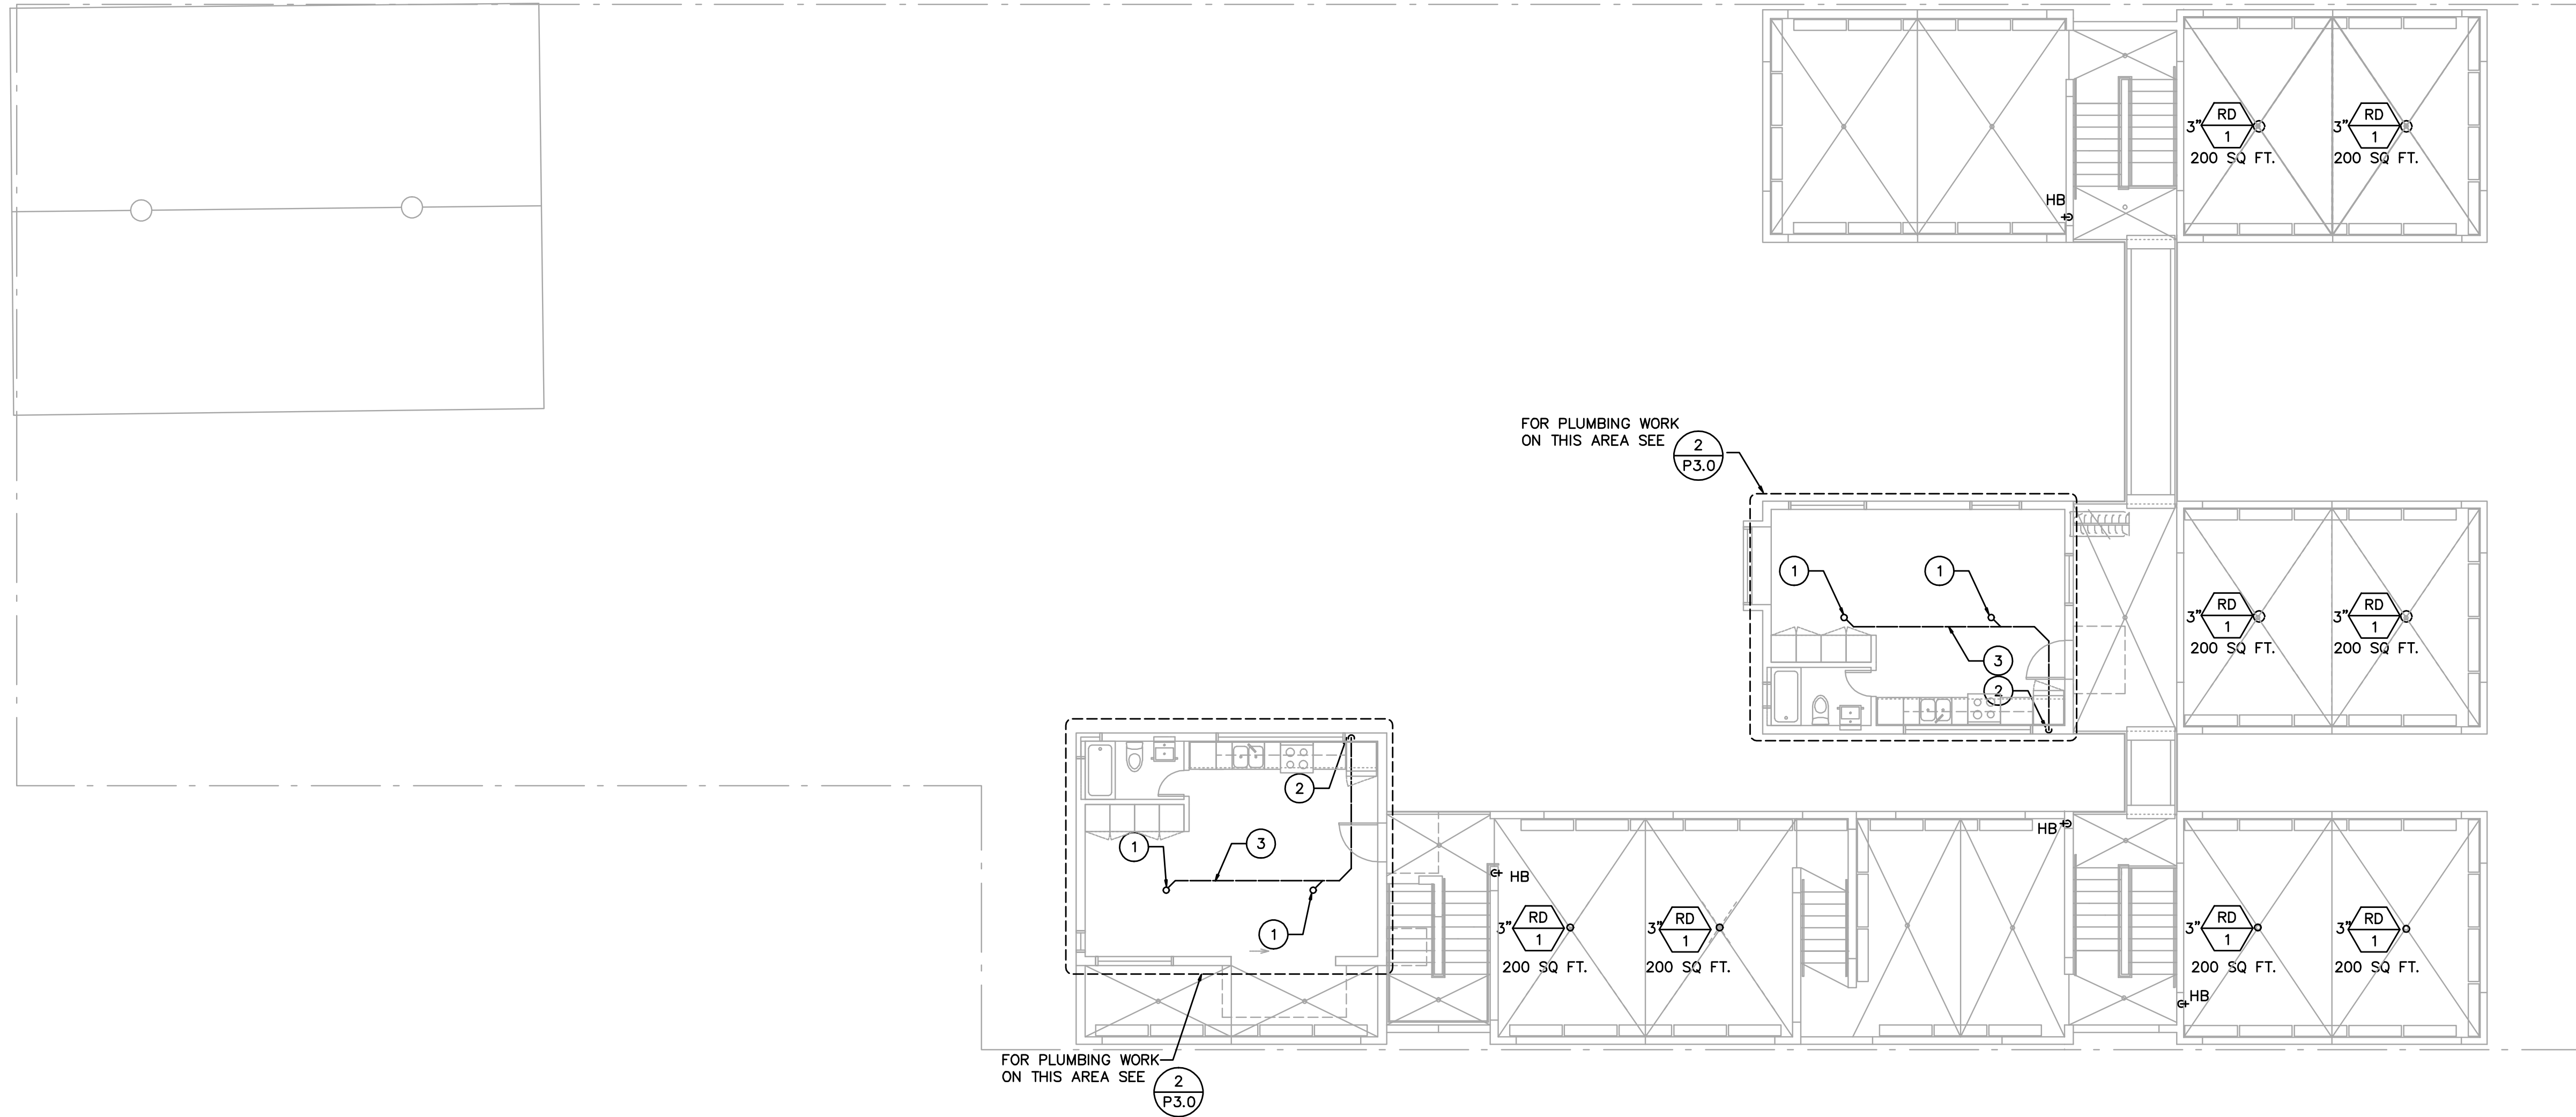 RD
1
3"
200 SQ FT.
RD
1
3"
200 SQ FT.
HB
FOR PLUMBING WORK
ON THIS AREA SEE
2
P3.0
1
1
3
2
RD
1
3"
200 SQ FT.
RD
1
3"
200 SQ FT.
2
1
3
1
HB
HB
RD
1
3"
200 SQ FT.
RD
1
3"
200 SQ FT.
RD
1
3"
200 SQ FT.
RD
1
3"
200 SQ FT.
HB
FOR PLUMBING WORK
ON THIS AREA SEE
2
P3.0